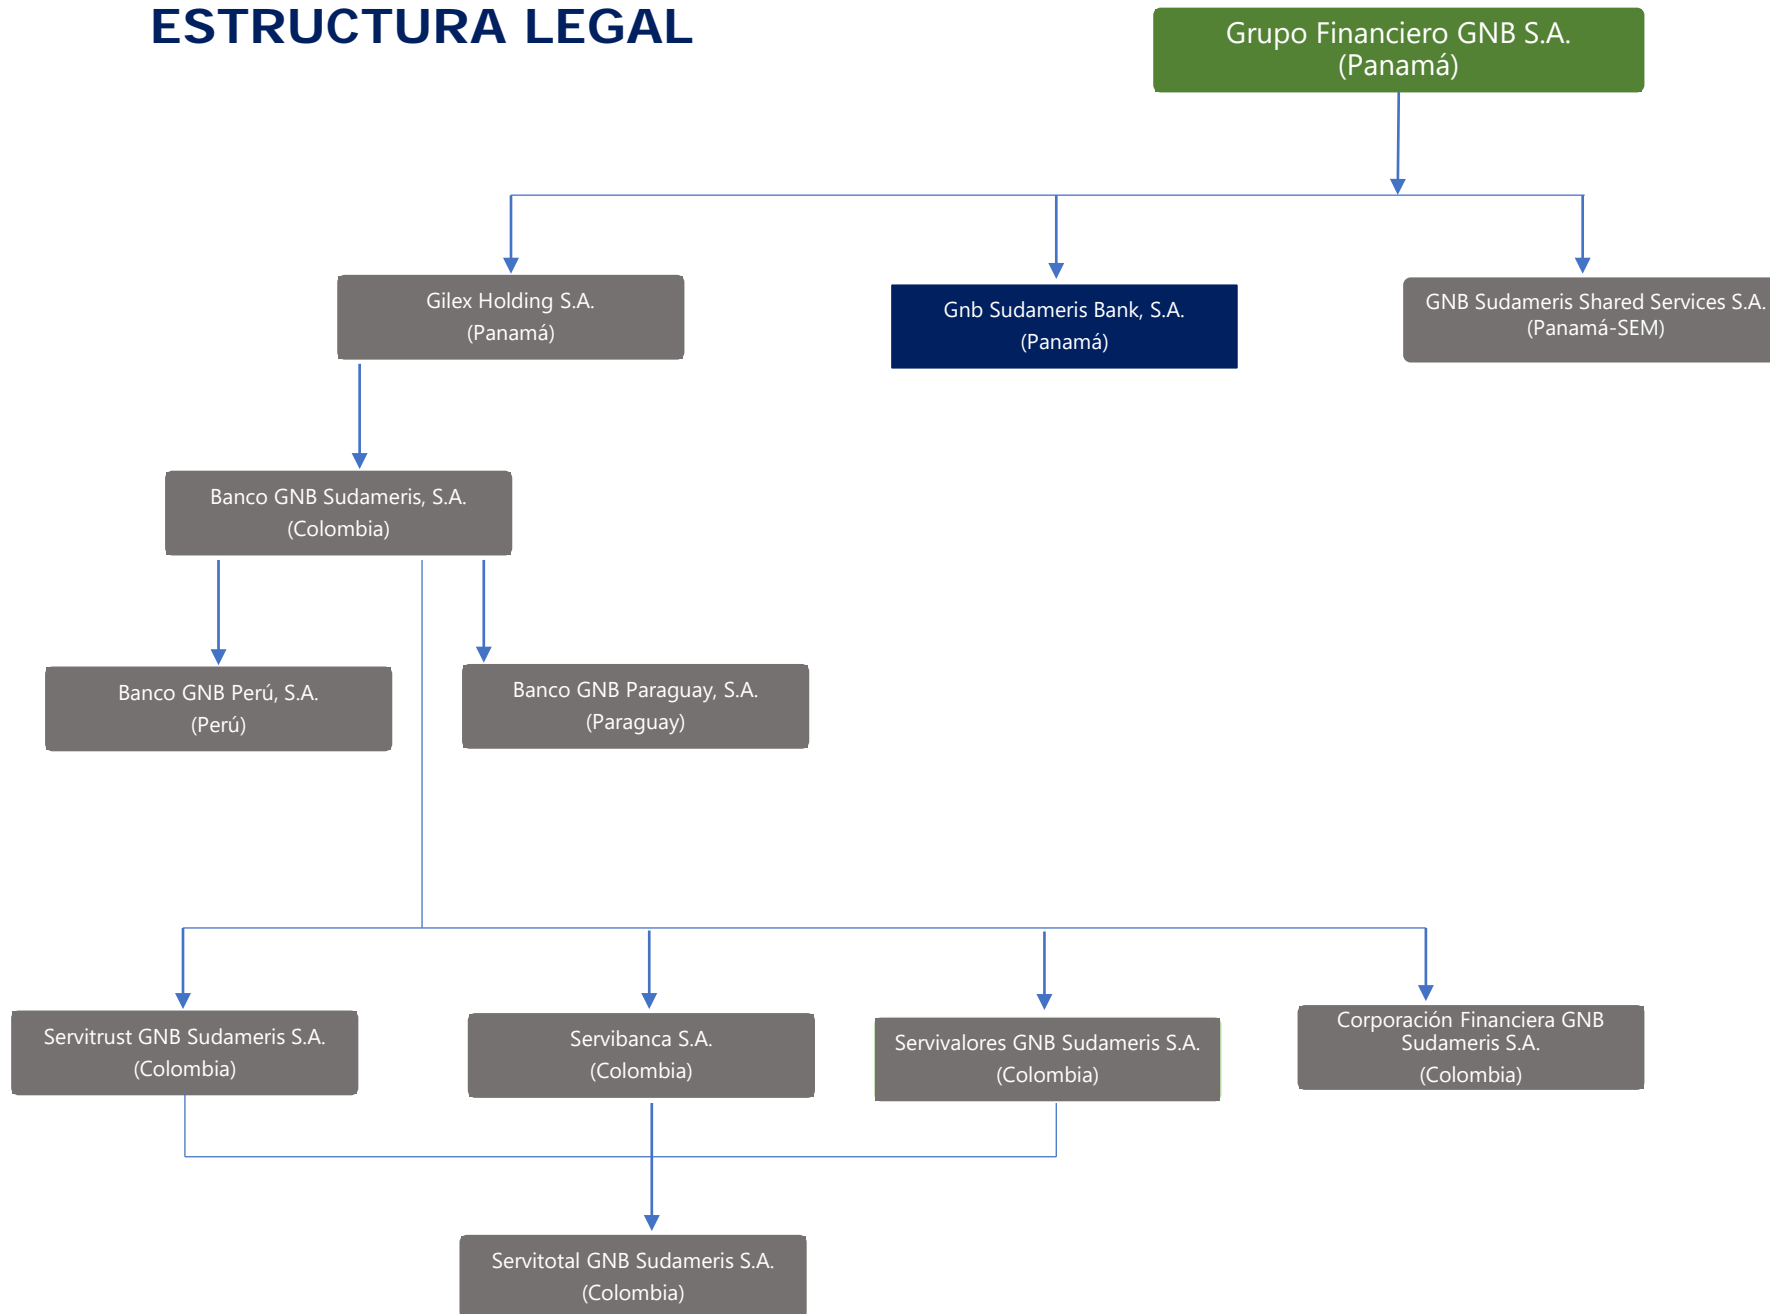 ESTRUCTURA LEGAL
Grupo Financiero GNB S.A.
(Panamá)
Gilex Holding S.A.
(Panamá)
Gnb Sudameris Bank, S.A.
(Panamá)
GNB Sudameris Shared Services S.A.
(Panamá-SEM)
Banco GNB Sudameris, S.A.
(Colombia)
Banco GNB Perú, S.A.
(Perú)
Banco GNB Paraguay, S.A.
(Paraguay)
Servitrust GNB Sudameris S.A.
(Colombia)
Servibanca S.A.
(Colombia)
Servivalores GNB Sudameris S.A.
(Colombia)
Corporación Financiera GNB
Sudameris S.A.
(Colombia)
Servitotal GNB Sudameris S.A.
(Colombia)